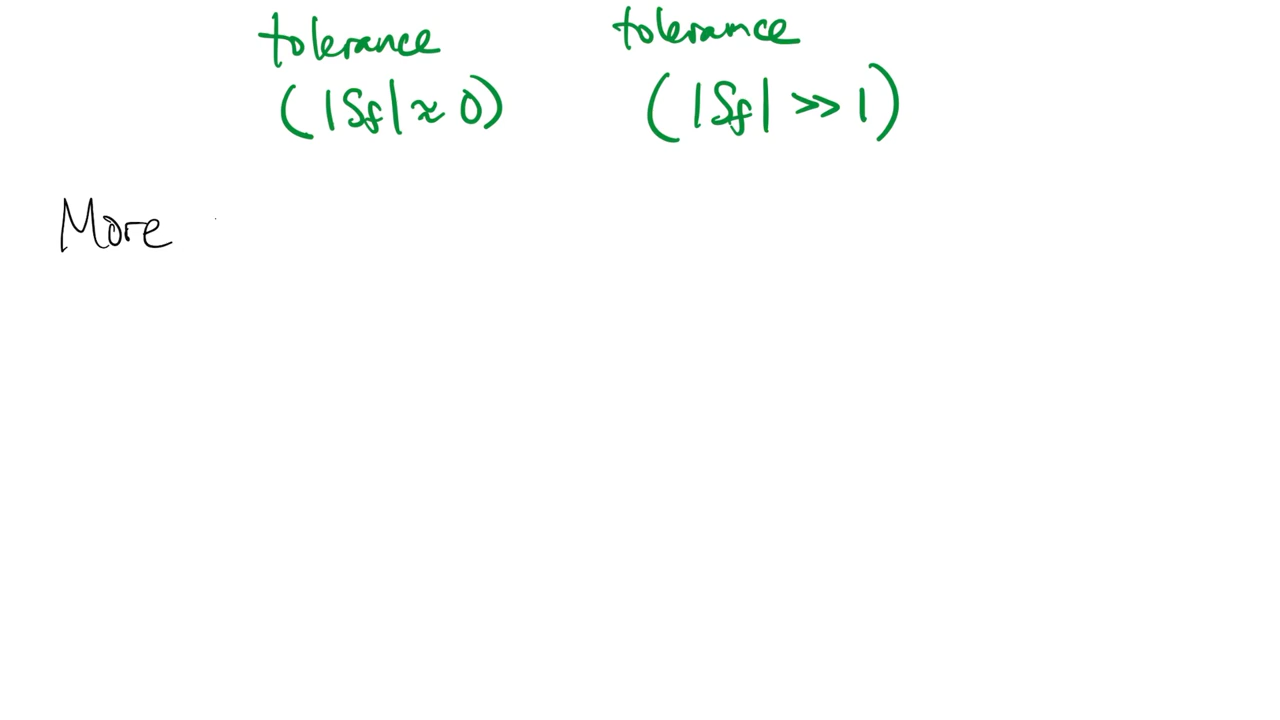 tolerance tolerance
(|Sf| ≈ 0) (|Sf| >> 1)
More